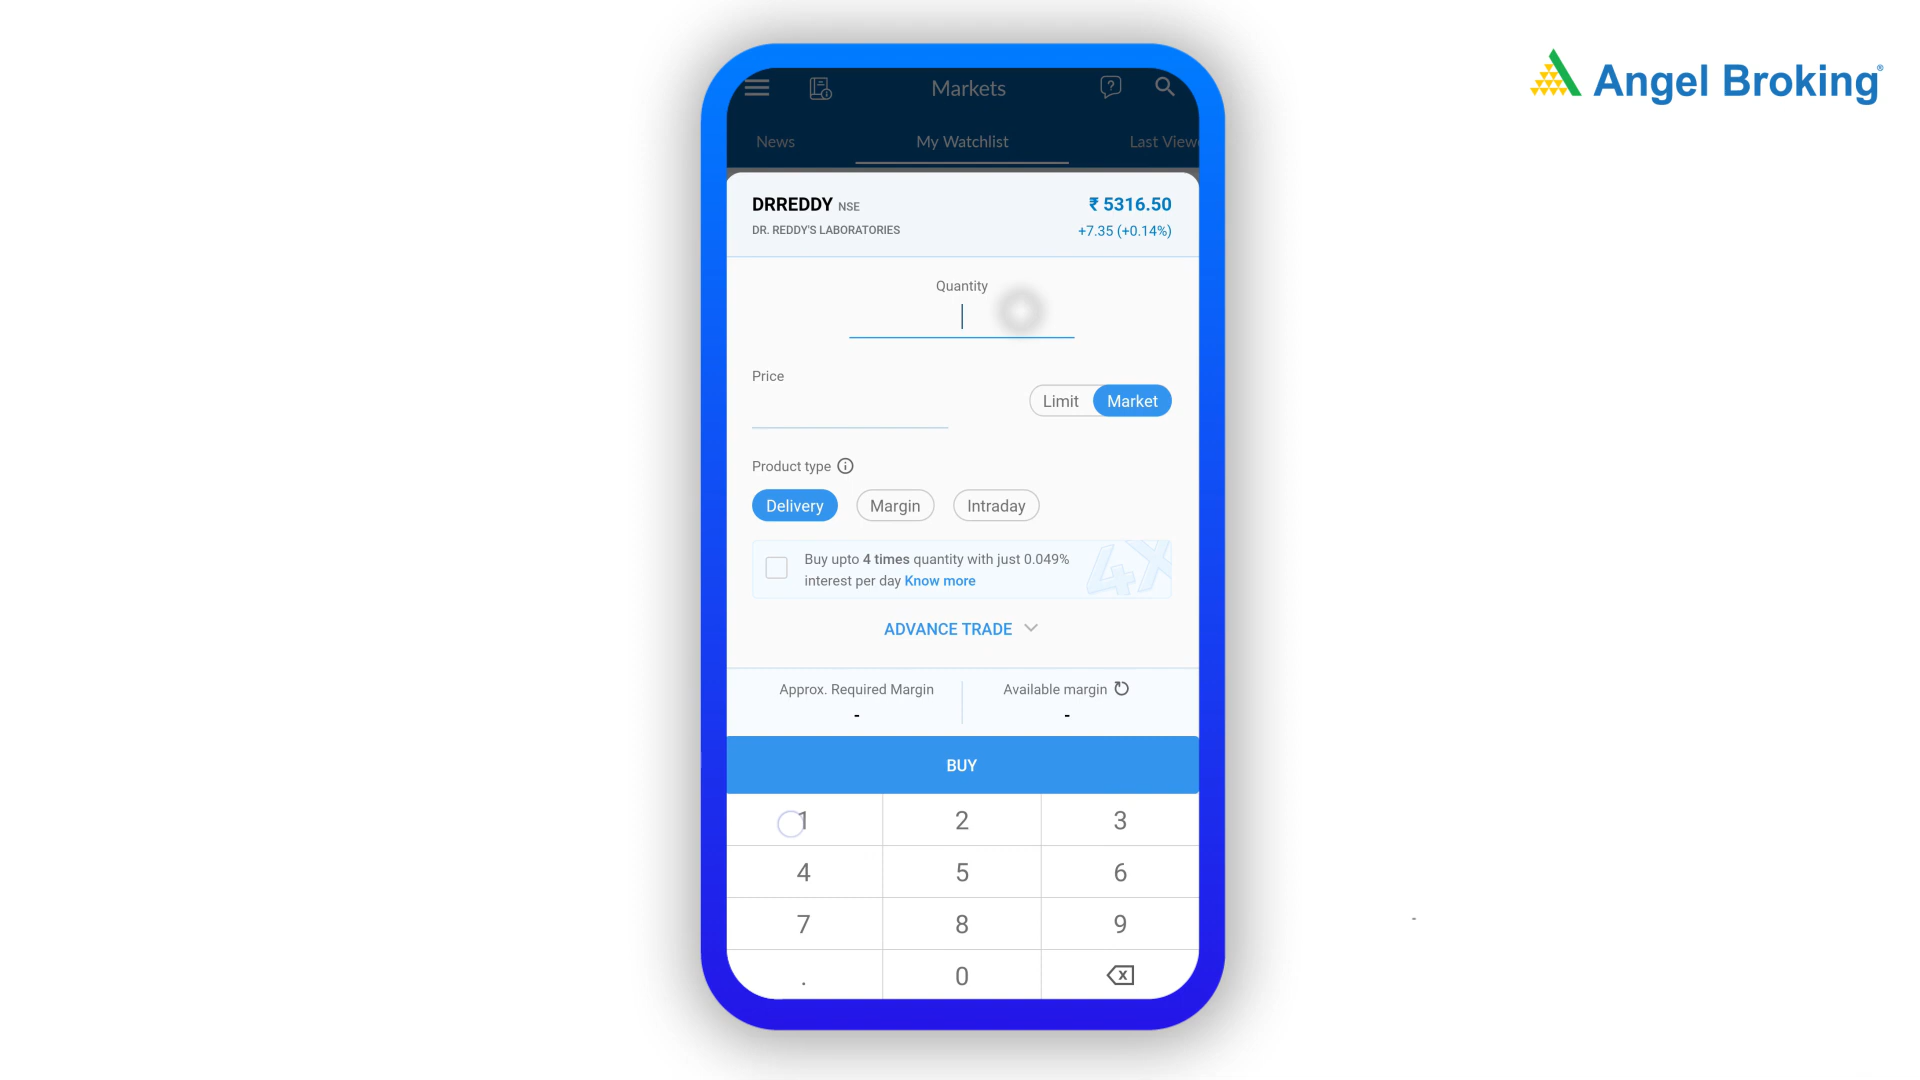 Angel Broking®
Markets
News
My Watchlist
Last View
DRREDDY NSE
₹ 5316.50
DR. REDDY'S LABORATORIES
+7.35 (+0.14%)
Quantity
Price
Limit
Market
Product type
Delivery
Margin
Intraday
Buy upto 4 times quantity with just 0.049%
interest per day Know more
4X
ADVANCE TRADE
Approx. Required Margin
Available margin
-
-
BUY
1 2 3
4 5 6
7 8 9
. 0